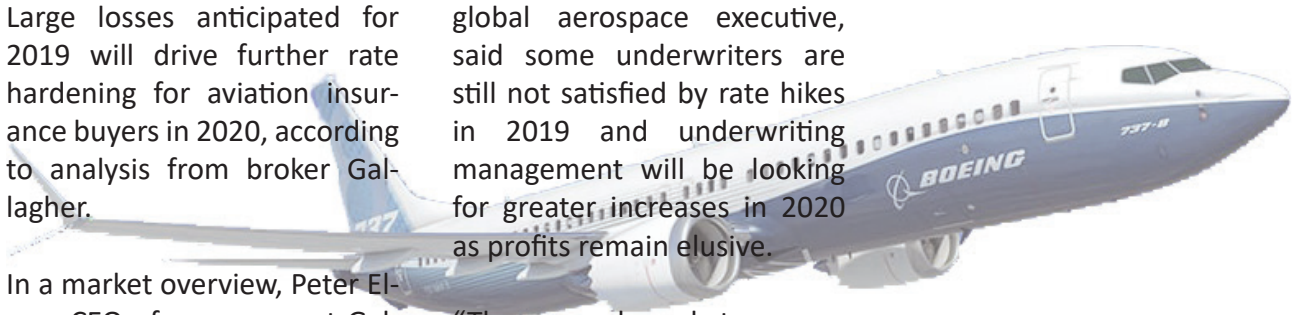 Large losses anticipated for
2019 will drive further rate
hardening for aviation insur-
ance buyers in 2020, according
to analysis from broker Gal-
lagher.
In a market overview, Peter El-
global aerospace executive,
said some underwriters are
still not satisfied by rate hikes
in 2019 and underwriting
management will be looking
for greater increases in 2020
as profits remain elusive.
737
BOEING
737-8